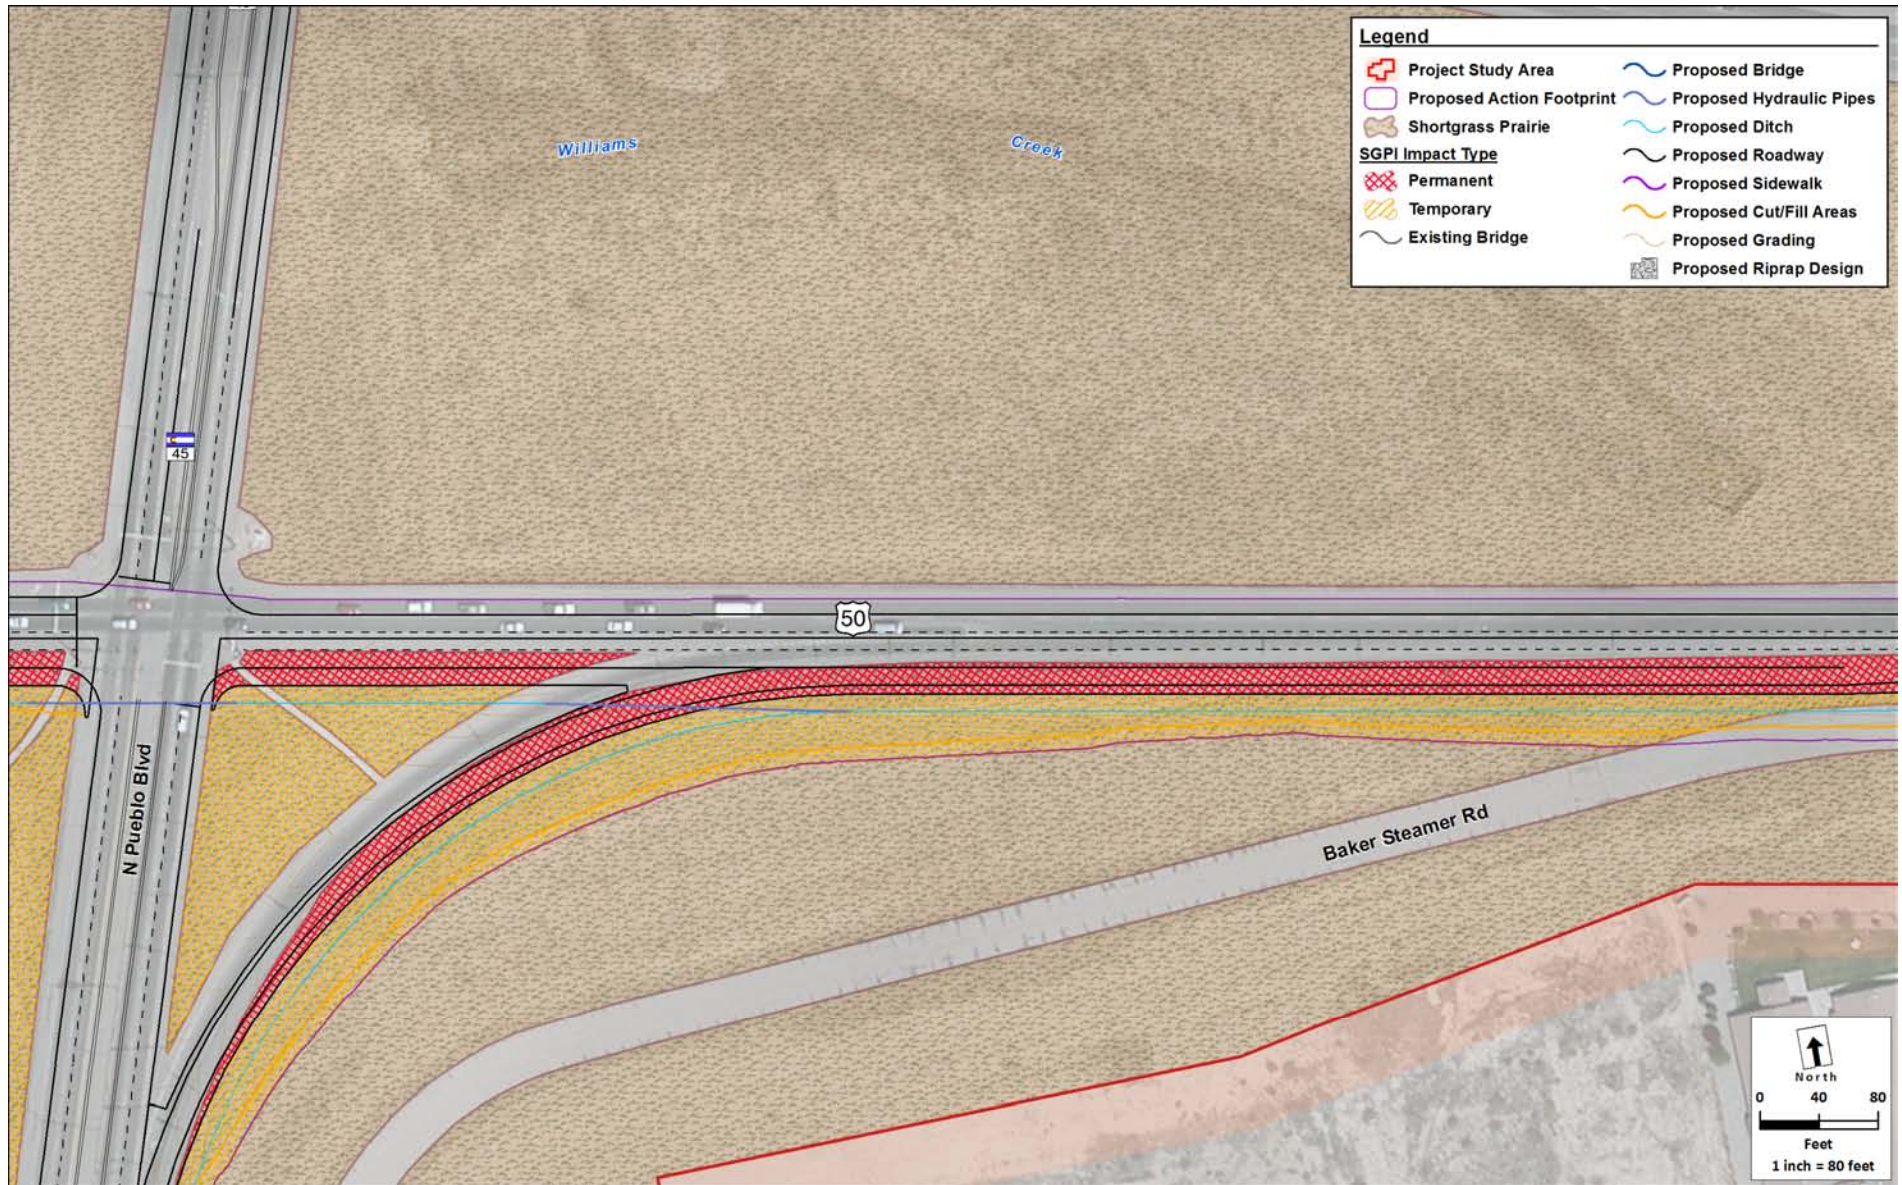 Legend
Project Study Area
Proposed Action Footprint
Shortgrass Prairie
SGPI Impact Type
Permanent
Temporary
Existing Bridge
Proposed Bridge
Proposed Hydraulic Pipes
Proposed Ditch
Proposed Roadway
Proposed Sidewalk
Proposed Cut/Fill Areas
Proposed Grading
Proposed Riprap Design
Williams Creek
45
50
N Pueblo Blvd
Baker Steamer Rd
North
0 40 80
Feet
1 inch = 80 feet